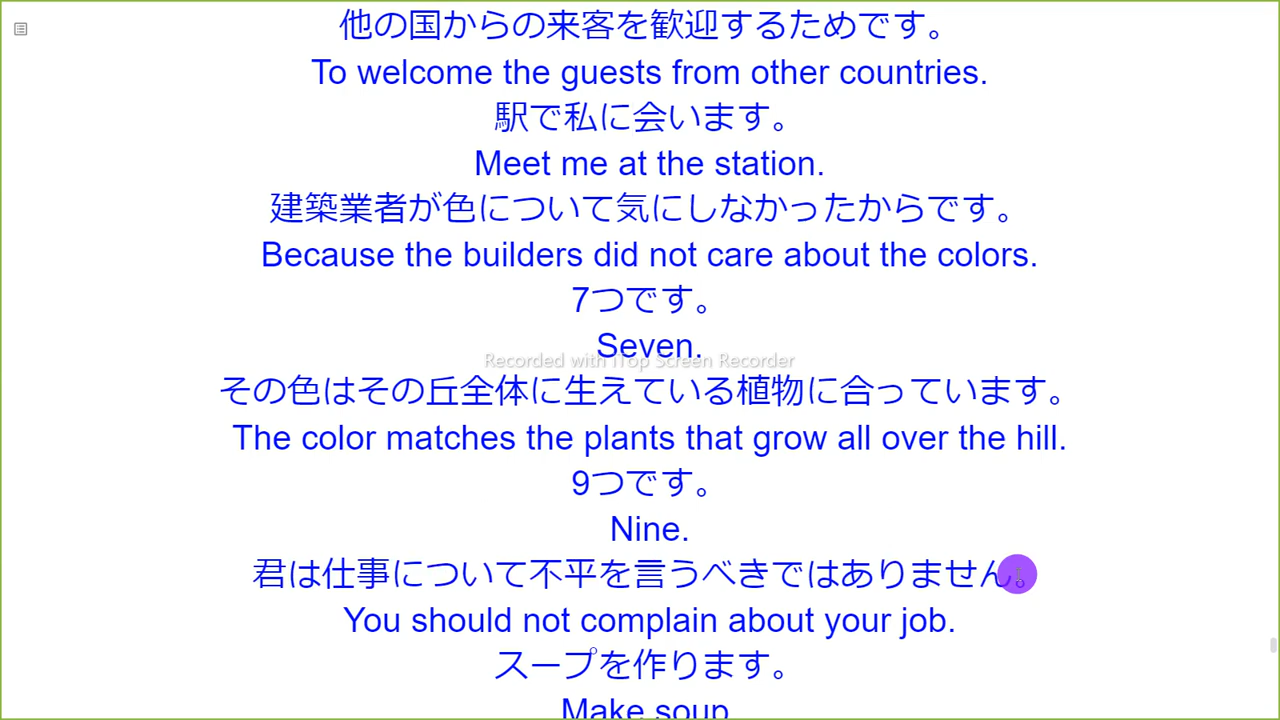 他の国からの来客を歓迎するためです。
To welcome the guests from other countries.
駅で私に会います。
Meet me at the station.
建築業者が色について気にしなかったからです。
Because the builders did not care about the colors.
7つです。
Seven.
Recorded with iTop Screen Recorder
その色はその丘全体に生えている植物に合っています。
The color matches the plants that grow all over the hill.
9つです。
Nine.
君は仕事について不平を言うべきではありません。
You should not complain about your job.
スープを作ります。
Make soup